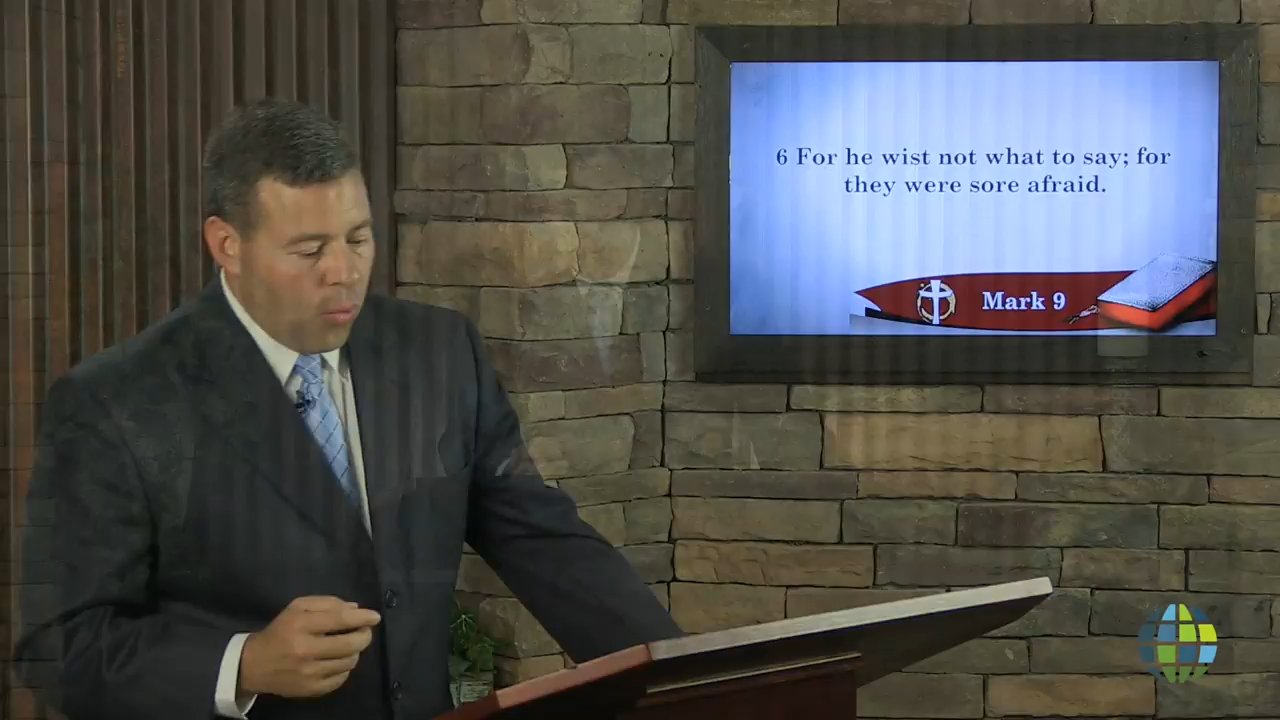 6 For he wist not what to say; for
they were sore afraid.
Mark 9